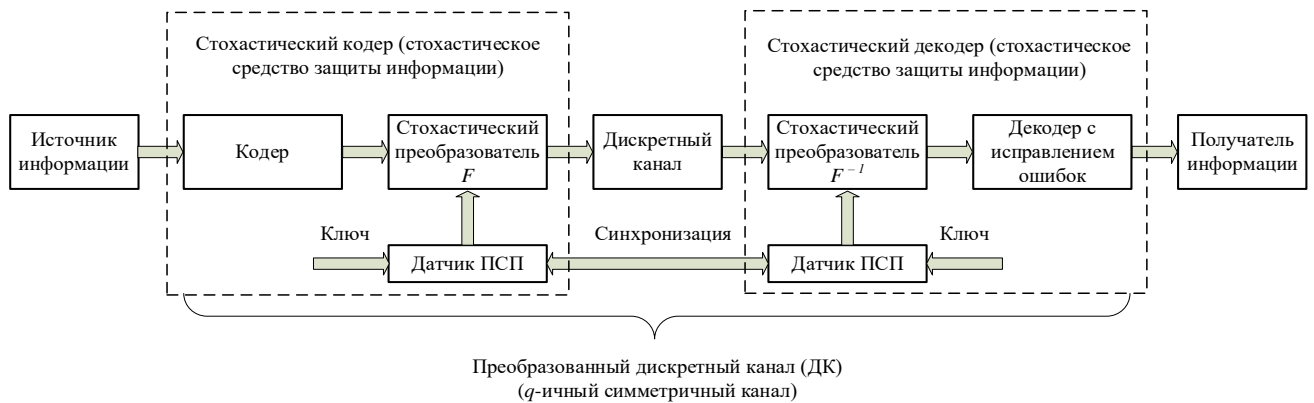 Стохастический кодер (стохастическое
средство защиты информации)
Стохастический декодер (стохастическое
средство защиты информации)
Источник
информации
Кодер
Стохастический
преобразователь
F
Дискретный
канал
Стохастический
преобразователь
F⁻¹
Декодер с
исправлением
ошибок
Получатель
информации
Ключ
Датчик ПСП
Синхронизация
Датчик ПСП
Ключ
Преобразованный дискретный канал (ДК)
(q-ичный симметричный канал)